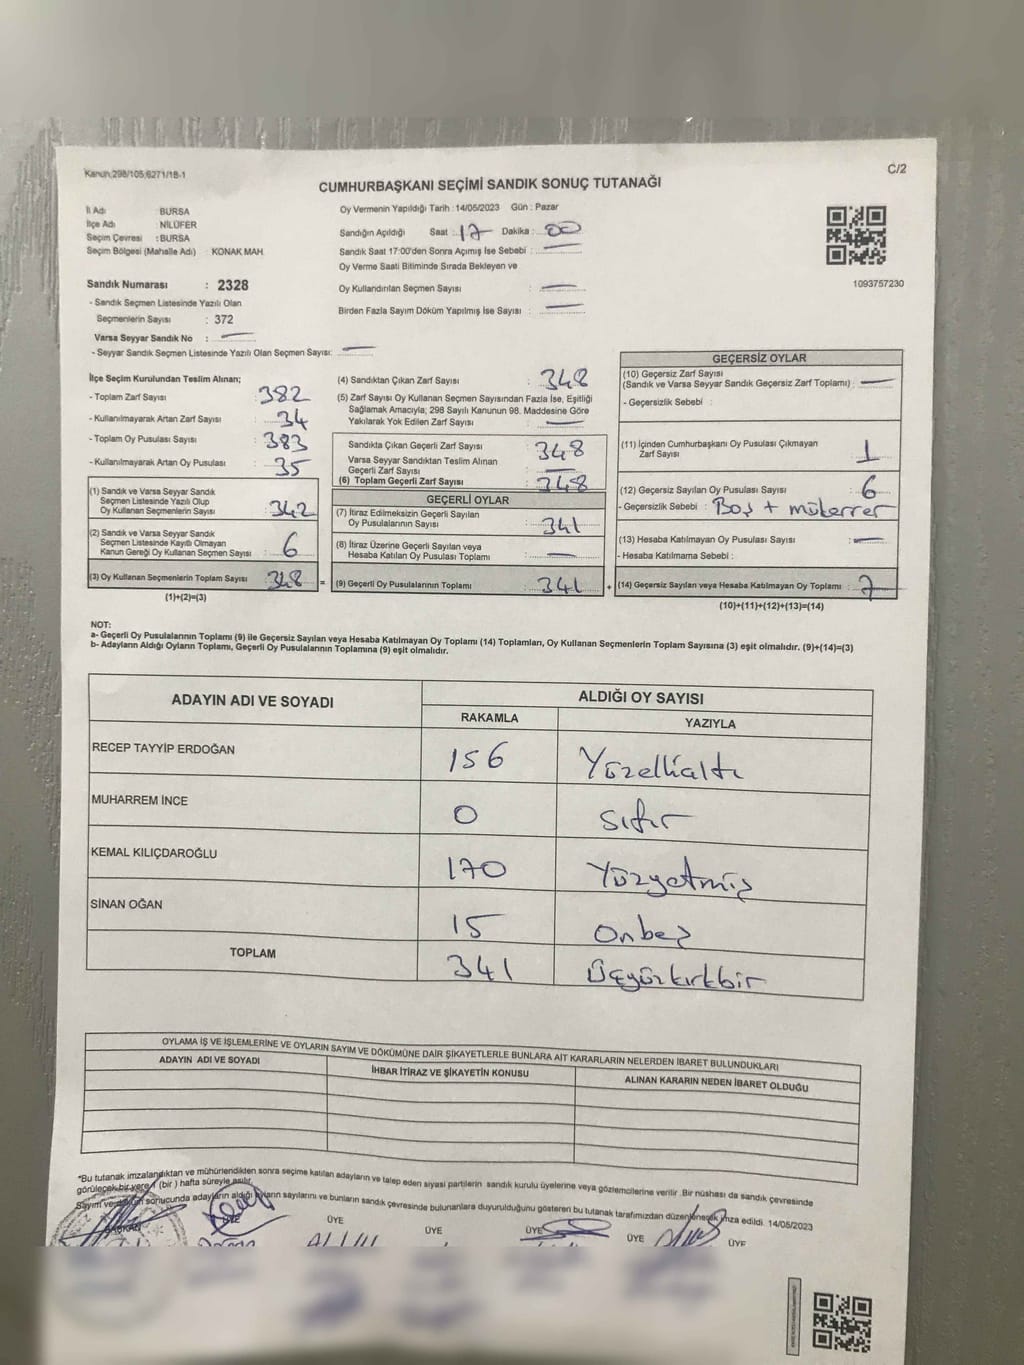 Kanun:298/105,6271/18-1
C/2
CUMHURBAŞKANI SEÇİMİ SANDIK SONUÇ TUTANAĞI
İl Adı : BURSA
İlçe Adı : NİLÜFER
Seçim Çevresi : BURSA
Seçim Bölgesi (Mahalle Adı) : KONAK MAH
Oy Vermenin Yapıldığı Tarih : 14/05/2023 Gün : Pazar
Sandığın Açıldığı Saat : 17 Dakika : 00
Sandık Saat 17:00'den Sonra Açımış İse Sebebi : —
Oy Verme Saati Bitiminde Sırada Bekleyen ve
Oy Kullandırılan Seçmen Sayısı : —
Birden Fazla Sayım Döküm Yapılmış İse Sayısı : —
1093757230
Sandık Numarası : 2328
- Sandık Seçmen Listesinde Yazılı Olan
Seçmenlerin Sayısı : 372
Varsa Seyyar Sandık No : —
- Seyyar Sandık Seçmen Listesinde Yazılı Olan Seçmen Sayısı: —
İlçe Seçim Kurulundan Teslim Alınan;
- Toplam Zarf Sayısı : 382
- Kullanılmayarak Artan Zarf Sayısı : 34
- Toplam Oy Pusulası Sayısı : 383
- Kullanılmayarak Artan Oy Pusulası : 35
(1) Sandık ve Varsa Seyyar Sandık
Seçmen Listesinde Yazılı Olup
Oy Kullanan Seçmenlerin Sayısı : 342
(2) Sandık ve Varsa Seyyar Sandık
Seçmen Listesinde Kayıtlı Olmayan
Kanun Gereği Oy Kullanan Seçmen Sayısı : 6
(3) Oy Kullanan Seçmenlerin Toplam Sayısı : 348 =
(1)+(2)=(3)
(4) Sandıktan Çıkan Zarf Sayısı : 348
(5) Zarf Sayısı Oy Kullanan Seçmen Sayısından Fazla İse, Eşitliği
Sağlamak Amacıyla; 298 Sayılı Kanunun 98. Maddesine Göre
Yakılarak Yok Edilen Zarf Sayısı : —
Sandıkta Çıkan Geçerli Zarf Sayısı : 348
Varsa Seyyar Sandıktan Teslim Alınan
Geçerli Zarf Sayısı : —
(6) Toplam Geçerli Zarf Sayısı : 348
GEÇERLİ OYLAR
(7) İtiraz Edilmeksizin Geçerli Sayılan
Oy Pusulalarının Sayısı : 341
(8) İtiraz Üzerine Geçerli Sayılan veya
Hesaba Katılan Oy Pusulası Toplamı : —
(9) Geçerli Oy Pusulalarının Toplamı : 341 +
GEÇERSİZ OYLAR
(10) Geçersiz Zarf Sayısı
(Sandık ve Varsa Seyyar Sandık Geçersiz Zarf Toplamı) : —
- Geçersizlik Sebebi :
(11) İçinden Cumhurbaşkanı Oy Pusulası Çıkmayan
Zarf Sayısı : 1
(12) Geçersiz Sayılan Oy Pusulası Sayısı : 6
- Geçersizlik Sebebi : Boş + mükerrer
(13) Hesaba Katılmayan Oy Pusulası Sayısı : —
- Hesaba Katılmama Sebebi :
(14) Geçersiz Sayılan veya Hesaba Katılmayan Oy Toplamı : 7
(10)+(11)+(12)+(13)=(14)
NOT:
a- Geçerli Oy Pusulalarının Toplamı (9) ile Geçersiz Sayılan veya Hesaba Katılmayan Oy Toplamı (14) Toplamları, Oy Kullanan Seçmenlerin Toplam Sayısına (3) eşit olmalıdır. (9)+(14)=(3)
b- Adayların Aldığı Oyların Toplamı, Geçerli Oy Pusulalarının Toplamına (9) eşit olmalıdır.
ADAYIN ADI VE SOYADI ALDIĞI OY SAYISI
RAKAMLA YAZIYLA
RECEP TAYYİP ERDOĞAN 156 Yüzellialtı
MUHARREM İNCE 0 sıfır
KEMAL KILIÇDAROĞLU 170 Yüzyetmiş
SİNAN OĞAN 15 onbeş
TOPLAM 341 Üçyüzkırkbir
OYLAMA İŞ VE İŞLEMLERİNE VE OYLARIN SAYIM VE DÖKÜMÜNE DAİR ŞİKAYETLERLE BUNLARA AİT KARARLARIN NELERDEN İBARET BULUNDUKLARI
ADAYIN ADI VE SOYADI İHBAR İTİRAZ VE ŞİKAYETİN KONUSU ALINAN KARARIN NEDEN İBARET OLDUĞU
*Bu tutanak imzalandıktan ve mühürlendikten sonra seçime katılan adayların ve talep eden siyasi partilerin sandık kurulu üyelerine veya gözlemcilerine verilir .Bir nüshası da sandık çevresinde
görülecek bir yere 1 (bir ) hafta süreyle asılır.
Sayım ve döküm sonucunda adayların aldığı oyların sayılarını ve bunların sandık çevresinde bulunanlara duyurulduğunu gösteren bu tutanak tarafımızdan düzenlenerek imza edildi. 14/05/2023
BAŞKAN ÜYE ÜYE ÜYE ÜYE ÜYE ÜYE